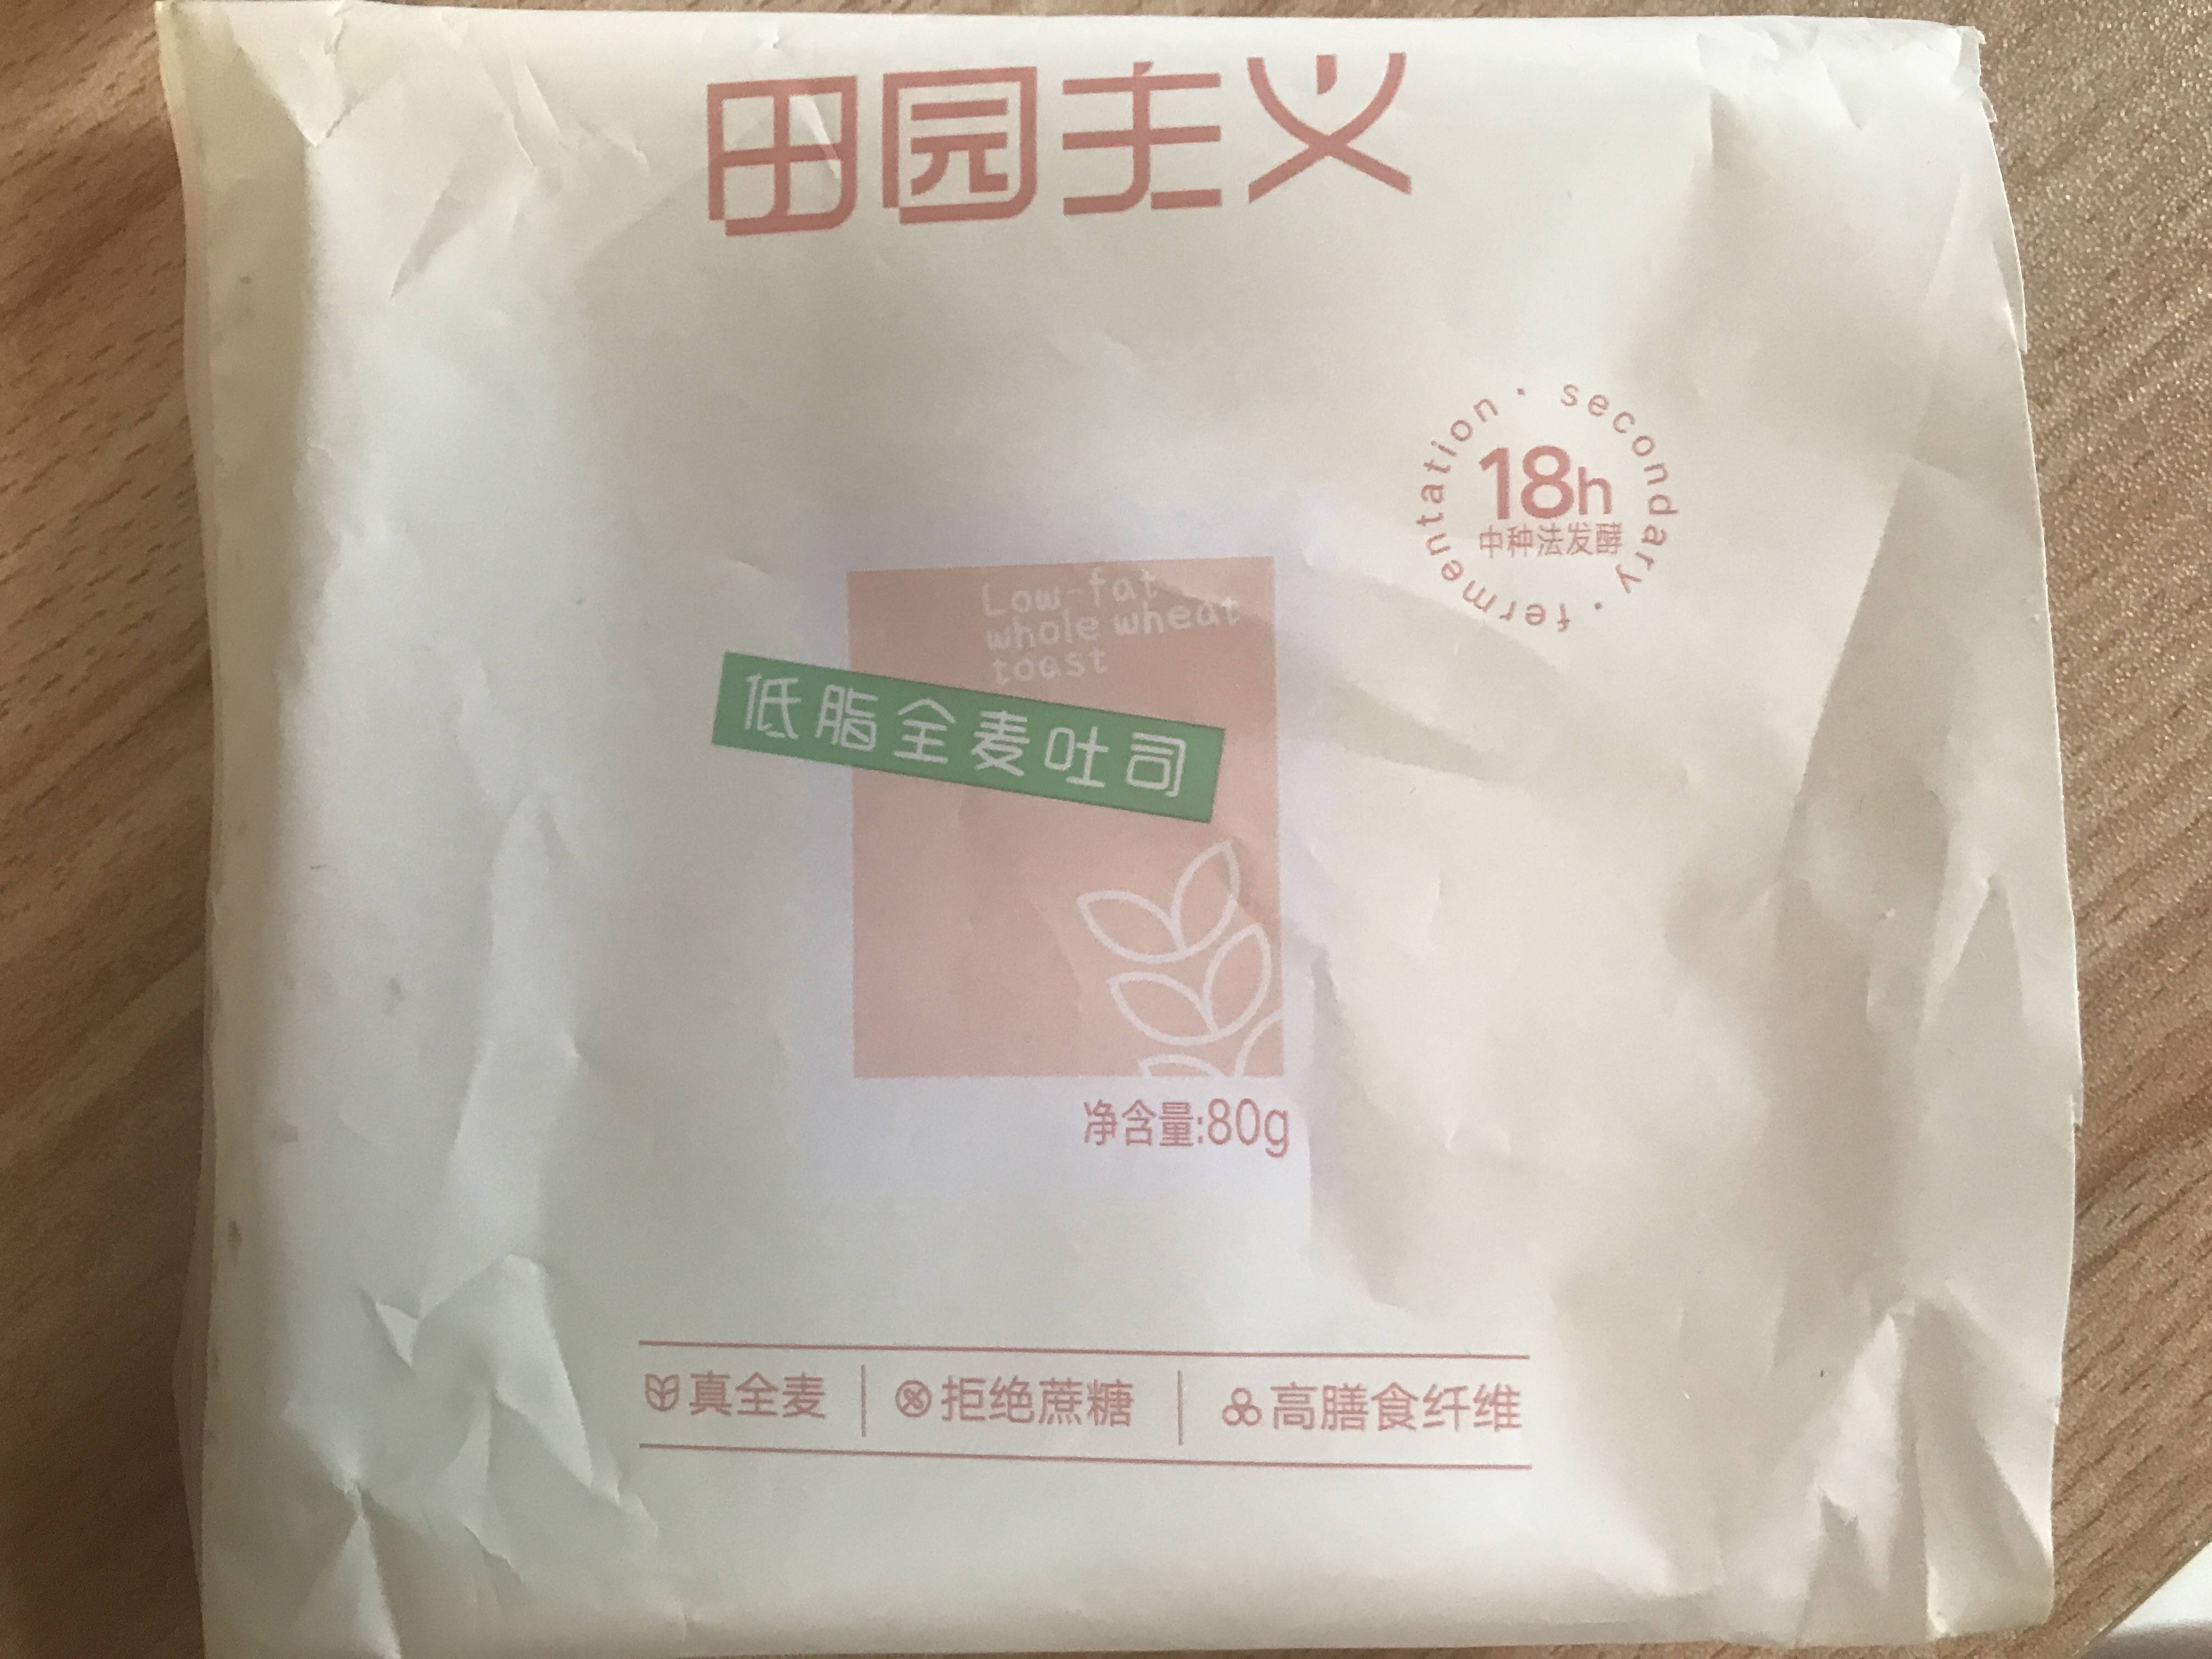 田园主义
secondary · fermentation ·
18h
中种法发酵
Low-fat
whole wheat
toast
低脂全麦吐司
净含量:80g
真全麦 拒绝蔗糖 高膳食纤维